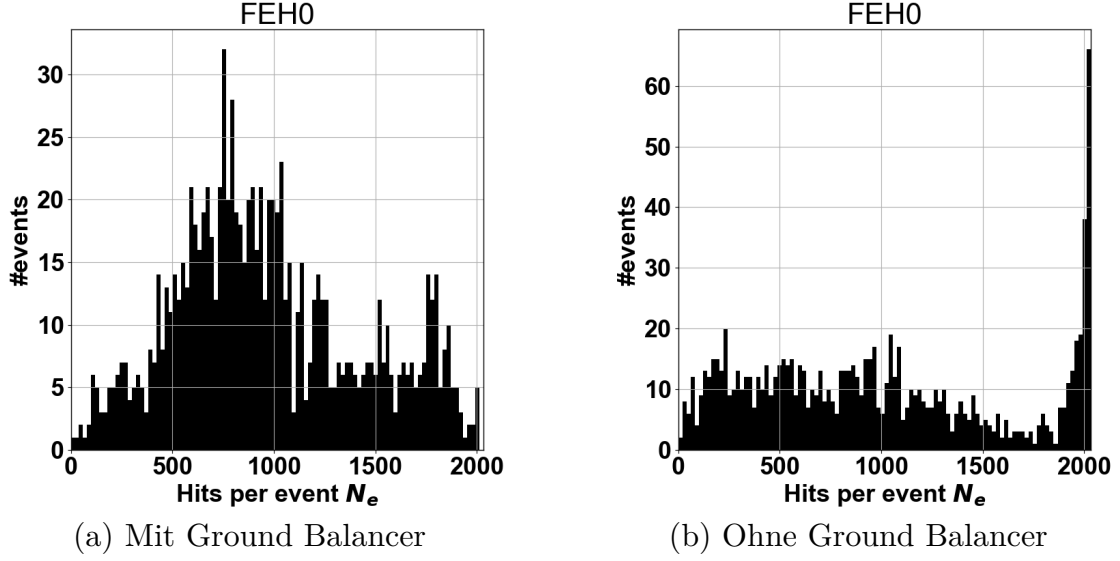 FEH0
30
25
20
15
10
5
0
#events
0 500 1000 1500 2000
Hits per event Nₑ
(a) Mit Ground Balancer
FEH0
60
50
40
30
20
10
0
#events
0 500 1000 1500 2000
Hits per event Nₑ
(b) Ohne Ground Balancer